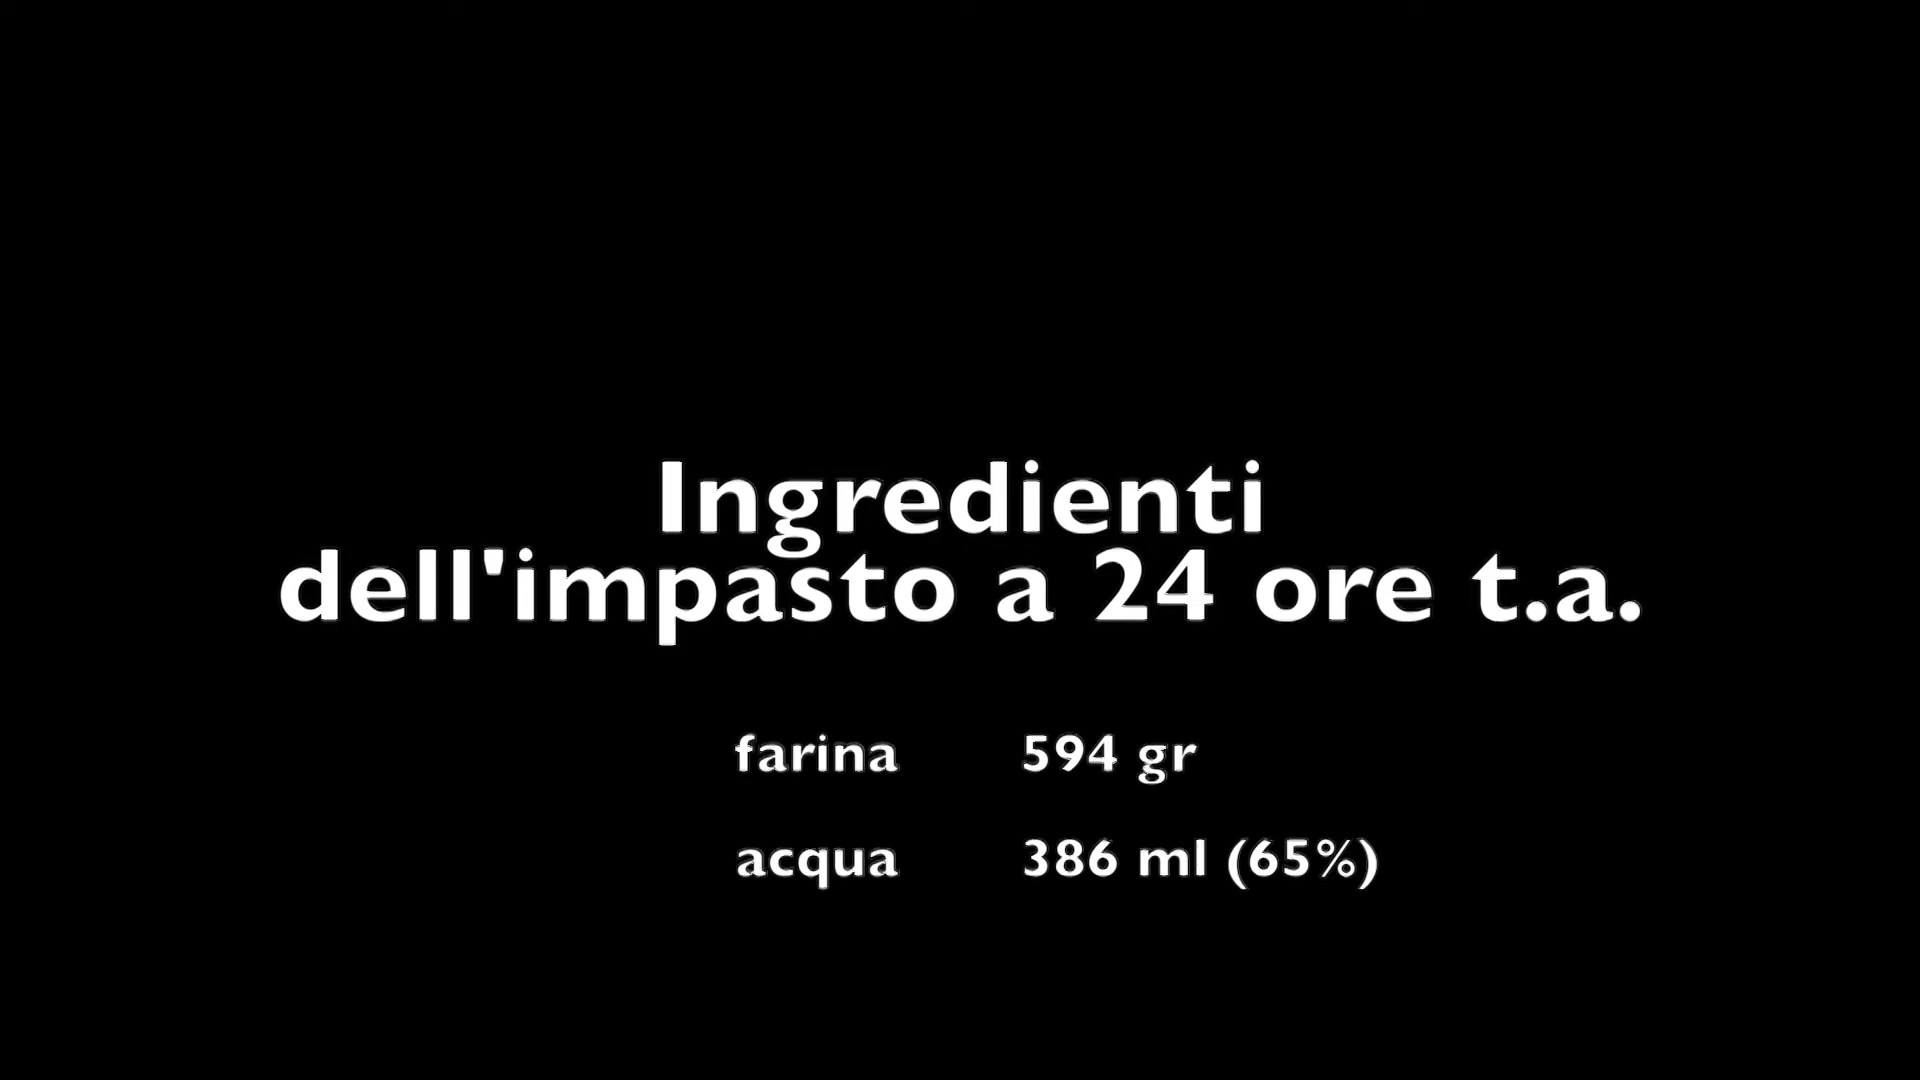 Ingredienti
dell'impasto a 24 ore t.a.
farina 594 gr
acqua 386 ml (65%)